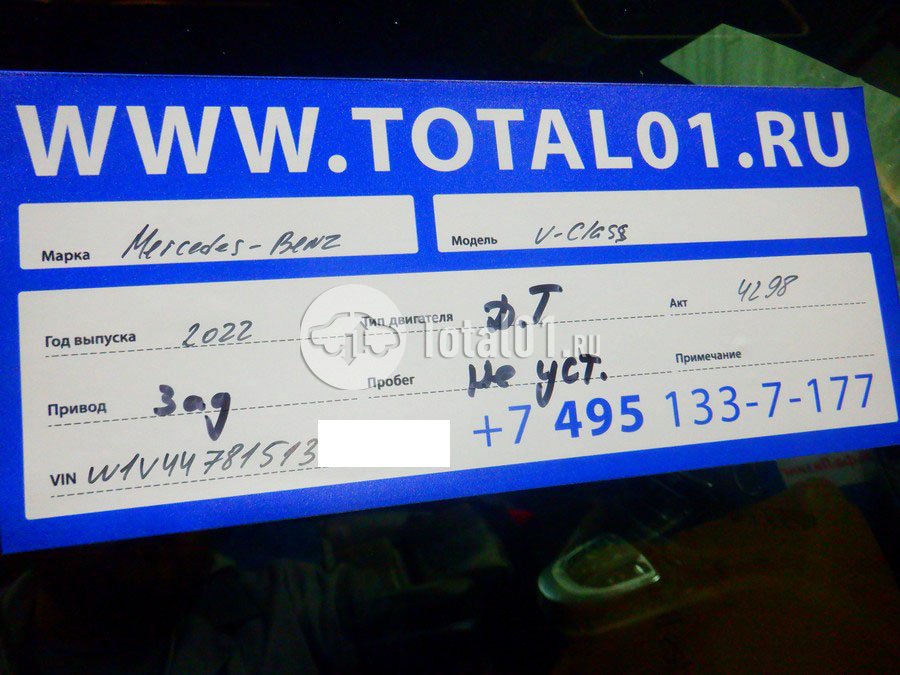 WWW.TOTAL01.RU
Марка Mercedes-Benz Модель V-Class
Год выпуска 2022 Тип двигателя Д.Т Акт 4298
Total01.ru
Привод Зад Пробег Не уст. Примечание
+7 495 133-7-177
VIN W1V44781513